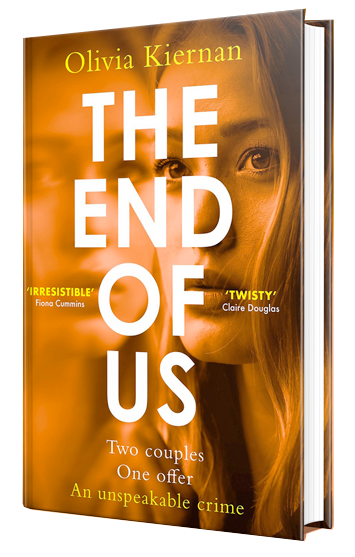 Olivia Kiernan
THE
END
OF
US
'IRRESISTIBLE'
Fiona Cummins
'TWISTY'
Claire Douglas
Two couples
One offer
An unspeakable crime